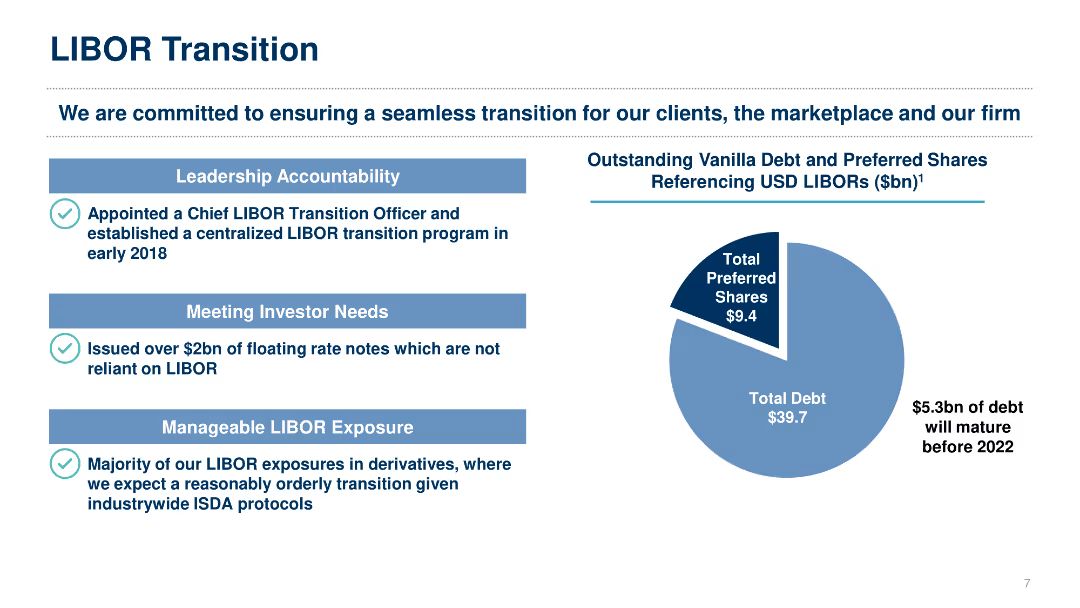 LIBOR Transition
We are committed to ensuring a seamless transition for our clients, the marketplace and our firm
Leadership Accountability
Appointed a Chief LIBOR Transition Officer and
established a centralized LIBOR transition program in
early 2018
Meeting Investor Needs
Issued over $2bn of floating rate notes which are not
reliant on LIBOR
Manageable LIBOR Exposure
Majority of our LIBOR exposures in derivatives, where
we expect a reasonably orderly transition given
industrywide ISDA protocols
Outstanding Vanilla Debt and Preferred Shares
Referencing USD LIBORs ($bn)¹
Total
Preferred
Shares
$9.4
Total Debt
$39.7
$5.3bn of debt
will mature
before 2022
7